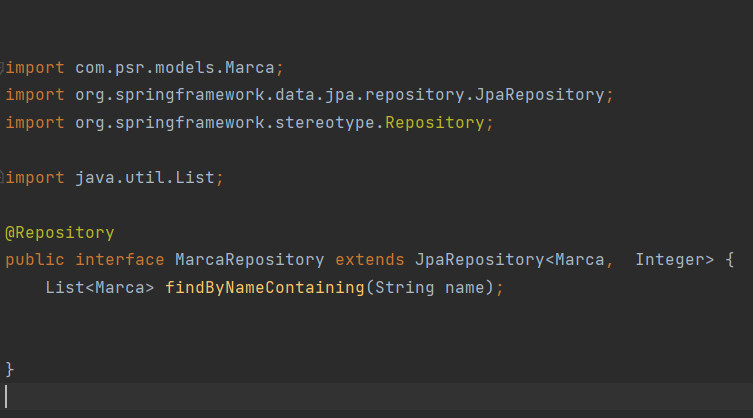 import com.psr.models.Marca;
import org.springframework.data.jpa.repository.JpaRepository;
import org.springframework.stereotype.Repository;
import java.util.List;
@Repository
public interface MarcaRepository extends JpaRepository<Marca,  Integer> {
    List<Marca> findByNameContaining(String name);
}